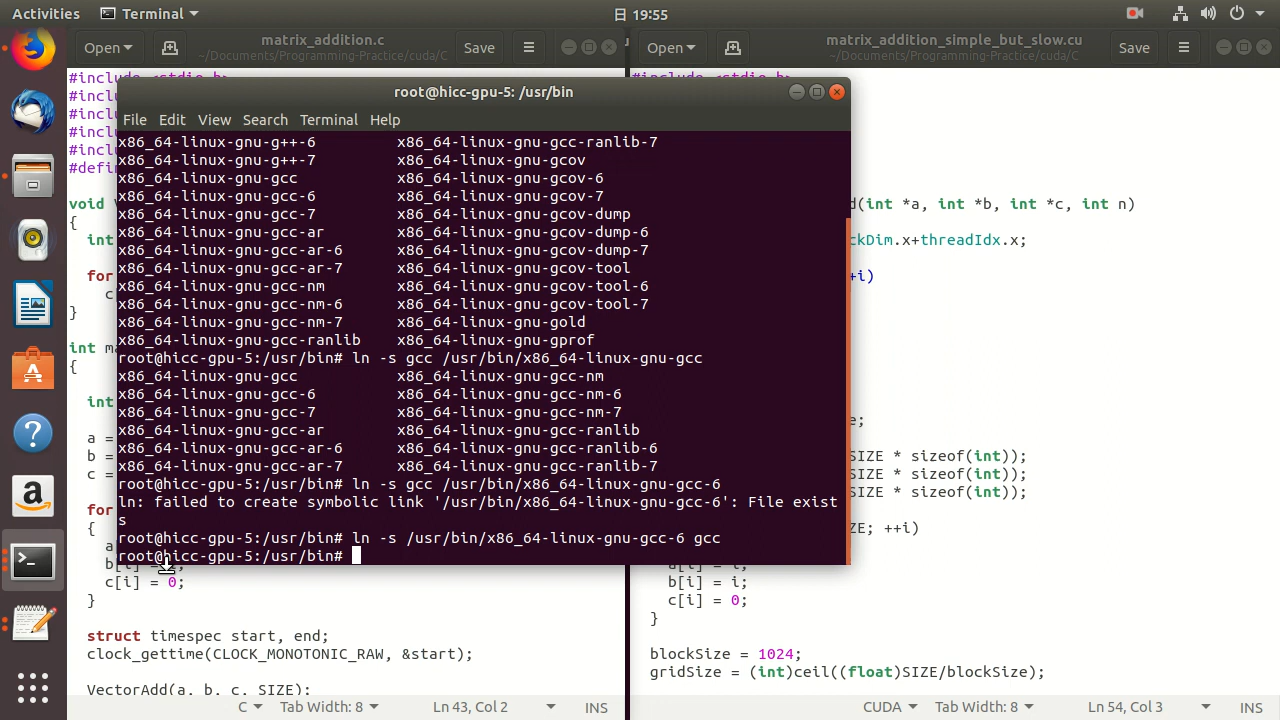 Activities Terminal 日 19:55
Open matrix_addition.c Save
~/Documents/Programming-Practice/cuda/C
Open matrix_addition_simple_but_slow.cu Save
~/Documents/Programming-Practice/cuda/C
root@hicc-gpu-5: /usr/bin
File Edit View Search Terminal Help
x86_64-linux-gnu-g++-6 x86_64-linux-gnu-gcc-ranlib-7
x86_64-linux-gnu-g++-7 x86_64-linux-gnu-gcov
x86_64-linux-gnu-gcc x86_64-linux-gnu-gcov-6
x86_64-linux-gnu-gcc-6 x86_64-linux-gnu-gcov-7
x86_64-linux-gnu-gcc-7 x86_64-linux-gnu-gcov-dump
x86_64-linux-gnu-gcc-ar x86_64-linux-gnu-gcov-dump-6
x86_64-linux-gnu-gcc-ar-6 x86_64-linux-gnu-gcov-dump-7
x86_64-linux-gnu-gcc-ar-7 x86_64-linux-gnu-gcov-tool
x86_64-linux-gnu-gcc-nm x86_64-linux-gnu-gcov-tool-6
x86_64-linux-gnu-gcc-nm-6 x86_64-linux-gnu-gcov-tool-7
x86_64-linux-gnu-gcc-nm-7 x86_64-linux-gnu-gold
x86_64-linux-gnu-gcc-ranlib x86_64-linux-gnu-gprof
root@hicc-gpu-5:/usr/bin# ln -s gcc /usr/bin/x86_64-linux-gnu-gcc
x86_64-linux-gnu-gcc x86_64-linux-gnu-gcc-nm
x86_64-linux-gnu-gcc-6 x86_64-linux-gnu-gcc-nm-6
x86_64-linux-gnu-gcc-7 x86_64-linux-gnu-gcc-nm-7
x86_64-linux-gnu-gcc-ar x86_64-linux-gnu-gcc-ranlib
x86_64-linux-gnu-gcc-ar-6 x86_64-linux-gnu-gcc-ranlib-6
x86_64-linux-gnu-gcc-ar-7 x86_64-linux-gnu-gcc-ranlib-7
root@hicc-gpu-5:/usr/bin# ln -s gcc /usr/bin/x86_64-linux-gnu-gcc-6
ln: failed to create symbolic link '/usr/bin/x86_64-linux-gnu-gcc-6': File exist
s
root@hicc-gpu-5:/usr/bin# ln -s /usr/bin/x86_64-linux-gnu-gcc-6 gcc
root@hicc-gpu-5:/usr/bin#
#include <stdio.h>
#inclu
#inclu
#inclu
#inclu
#defin
void V
{
int
for
c[
}
int ma
{
int
a =
b =
c =
for
{
a[
b[i] =
c[i] = 0;
}
struct timespec start, end;
clock_gettime(CLOCK_MONOTONIC_RAW, &start);
VectorAdd(a, b, c, SIZE);
C Tab Width: 8 Ln 43, Col 2 INS
#include <stdio.h>
d(int *a, int *b, int *c, int n)
ckDim.x+threadIdx.x;
+i)
e;
SIZE * sizeof(int));
SIZE * sizeof(int));
SIZE * sizeof(int));
ZE; ++i)
a[i] = i;
b[i] = i;
c[i] = 0;
}
blockSize = 1024;
gridSize = (int)ceil((float)SIZE/blockSize);
CUDA Tab Width: 8 Ln 54, Col 3 INS